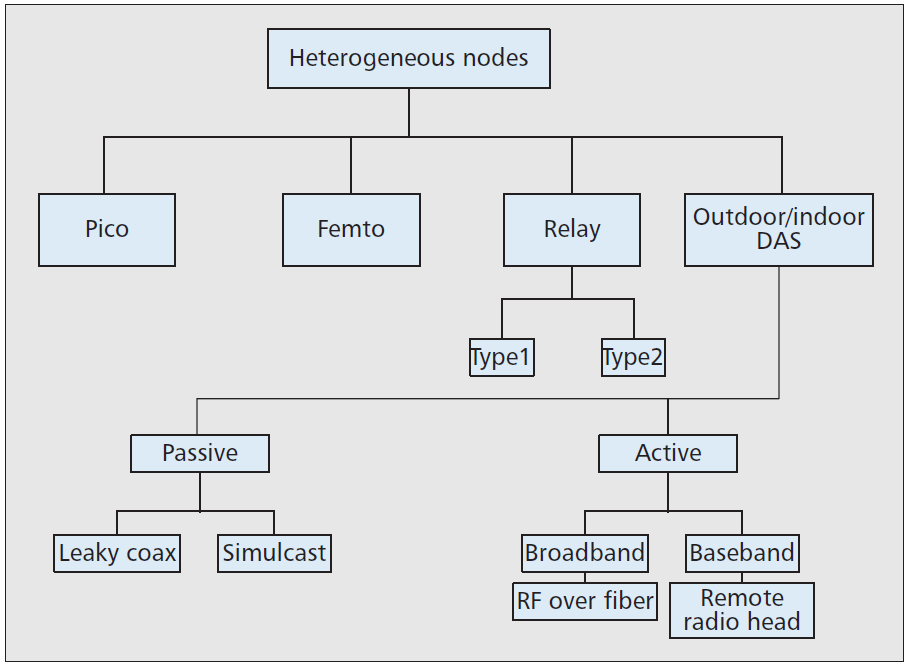 Heterogeneous nodes
Pico
Femto
Relay
Outdoor/indoor
DAS
Type1
Type2
Passive
Active
Leaky coax
Simulcast
Broadband
Baseband
RF over fiber
Remote
radio head